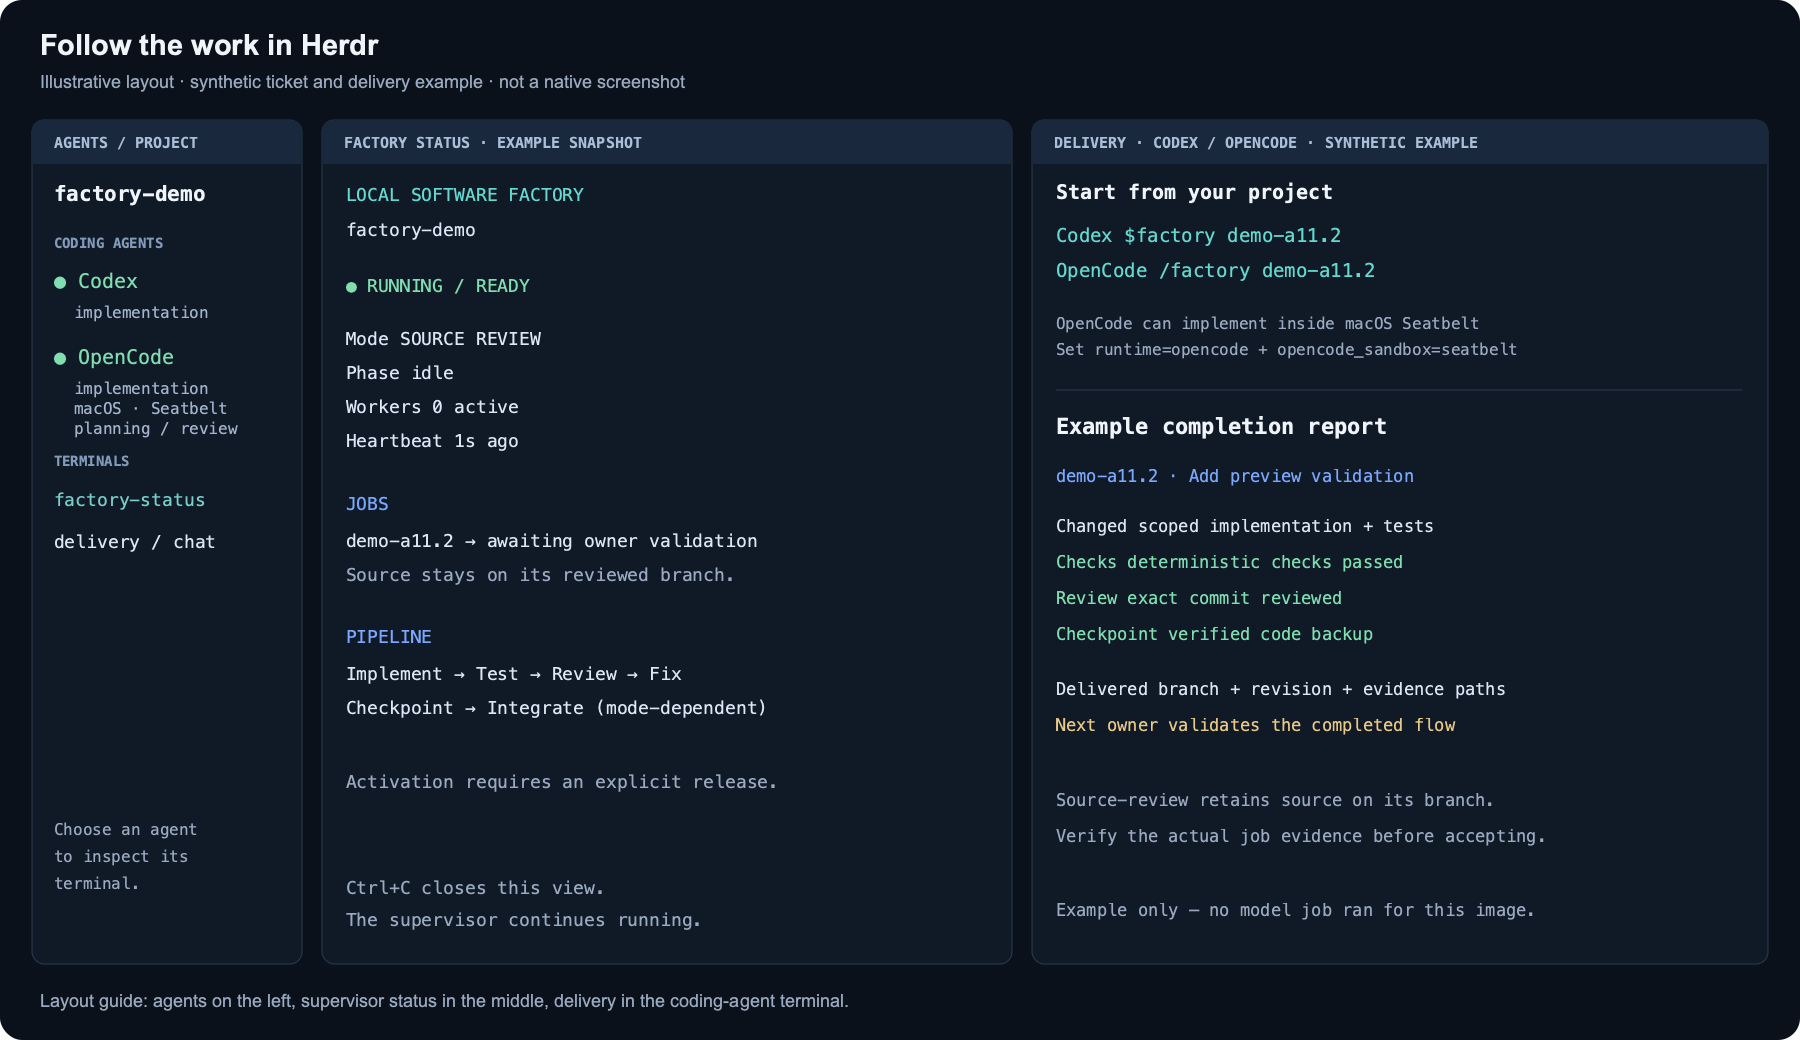 Follow the work in Herdr
Illustrative layout · synthetic ticket and delivery example · not a native screenshot
AGENTS / PROJECT
factory-demo
CODING AGENTS
● Codex
implementation
● OpenCode
implementation
macOS · Seatbelt
planning / review
TERMINALS
factory-status
delivery / chat
Choose an agent
to inspect its
terminal.
FACTORY STATUS · EXAMPLE SNAPSHOT
LOCAL SOFTWARE FACTORY
factory-demo
● RUNNING / READY
Mode SOURCE REVIEW
Phase idle
Workers 0 active
Heartbeat 1s ago
JOBS
demo-a11.2 → awaiting owner validation
Source stays on its reviewed branch.
PIPELINE
Implement → Test → Review → Fix
Checkpoint → Integrate (mode-dependent)
Activation requires an explicit release.
Ctrl+C closes this view.
The supervisor continues running.
DELIVERY · CODEX / OPENCODE · SYNTHETIC EXAMPLE
Start from your project
Codex $factory demo-a11.2
OpenCode /factory demo-a11.2
OpenCode can implement inside macOS Seatbelt
Set runtime=opencode + opencode_sandbox=seatbelt
Example completion report
demo-a11.2 · Add preview validation
Changed scoped implementation + tests
Checks deterministic checks passed
Review exact commit reviewed
Checkpoint verified code backup
Delivered branch + revision + evidence paths
Next owner validates the completed flow
Source-review retains source on its branch.
Verify the actual job evidence before accepting.
Example only — no model job ran for this image.
Layout guide: agents on the left, supervisor status in the middle, delivery in the coding-agent terminal.